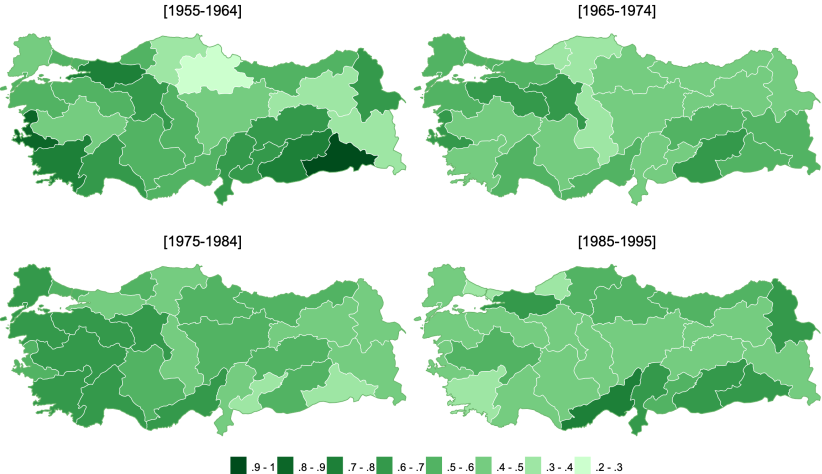 [1955-1964]
[1965-1974]
[1975-1984]
[1985-1995]
.9 - 1 .8 - .9 .7 - .8 .6 - .7 .5 - .6 .4 - .5 .3 - .4 .2 - .3